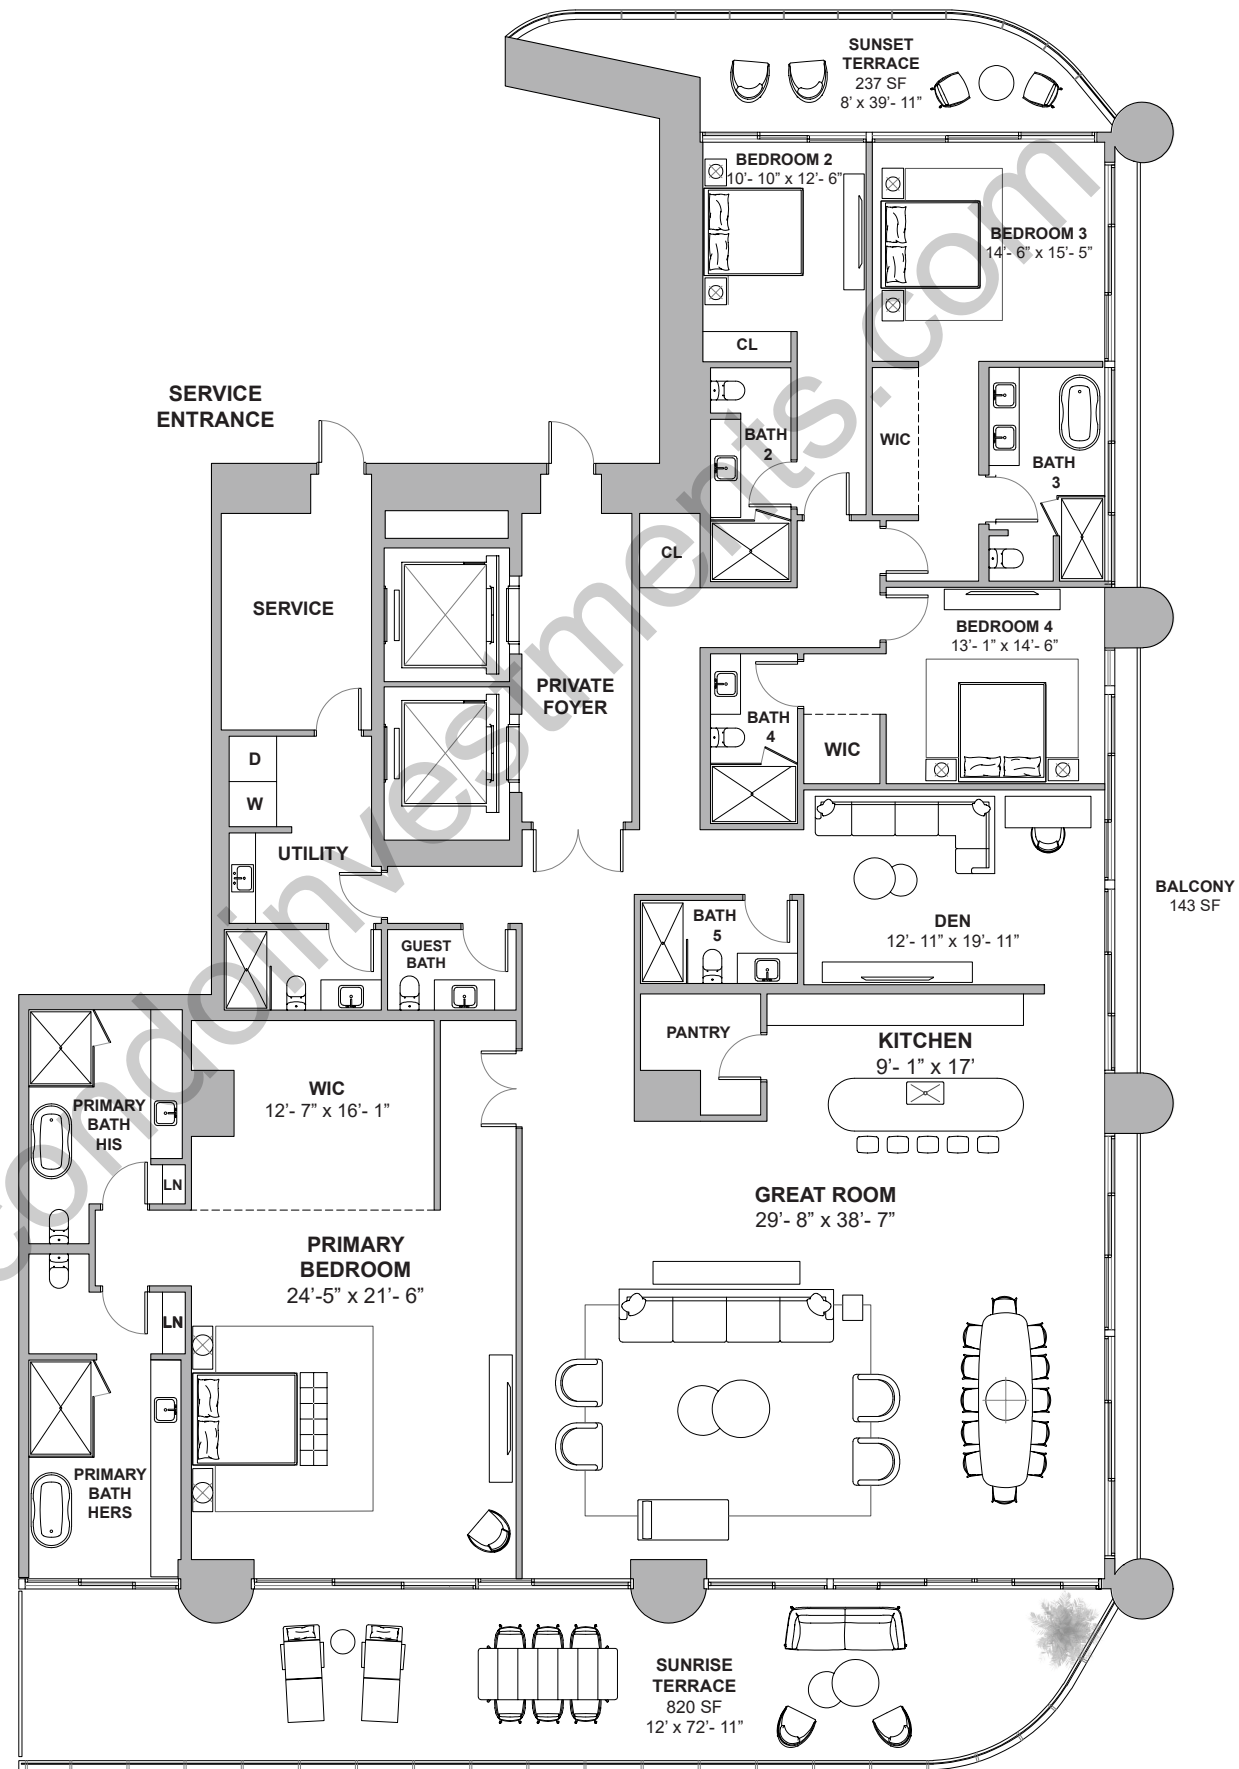 SUNSET
TERRACE
237 SF
8' x 39'- 11"
BEDROOM 2
10'- 10" x 12'- 6"
BEDROOM 3
14'- 6" x 15'- 5"
CL
SERVICE
ENTRANCE
BATH
2
WIC
BATH
3
CL
SERVICE
BEDROOM 4
13'- 1" x 14'- 6"
PRIVATE
FOYER
BATH
4
WIC
D
W
UTILITY
BALCONY
143 SF
BATH
5
DEN
12'- 11" x 19'- 11"
GUEST
BATH
PANTRY
KITCHEN
9'- 1" x 17'
WIC
12'- 7" x 16'- 1"
PRIMARY
BATH
HIS
LN
GREAT ROOM
29'- 8" x 38'- 7"
PRIMARY
BEDROOM
24'-5" x 21'- 6"
LN
PRIMARY
BATH
HERS
SUNRISE
TERRACE
820 SF
12' x 72'- 11"
condoinvestments.com